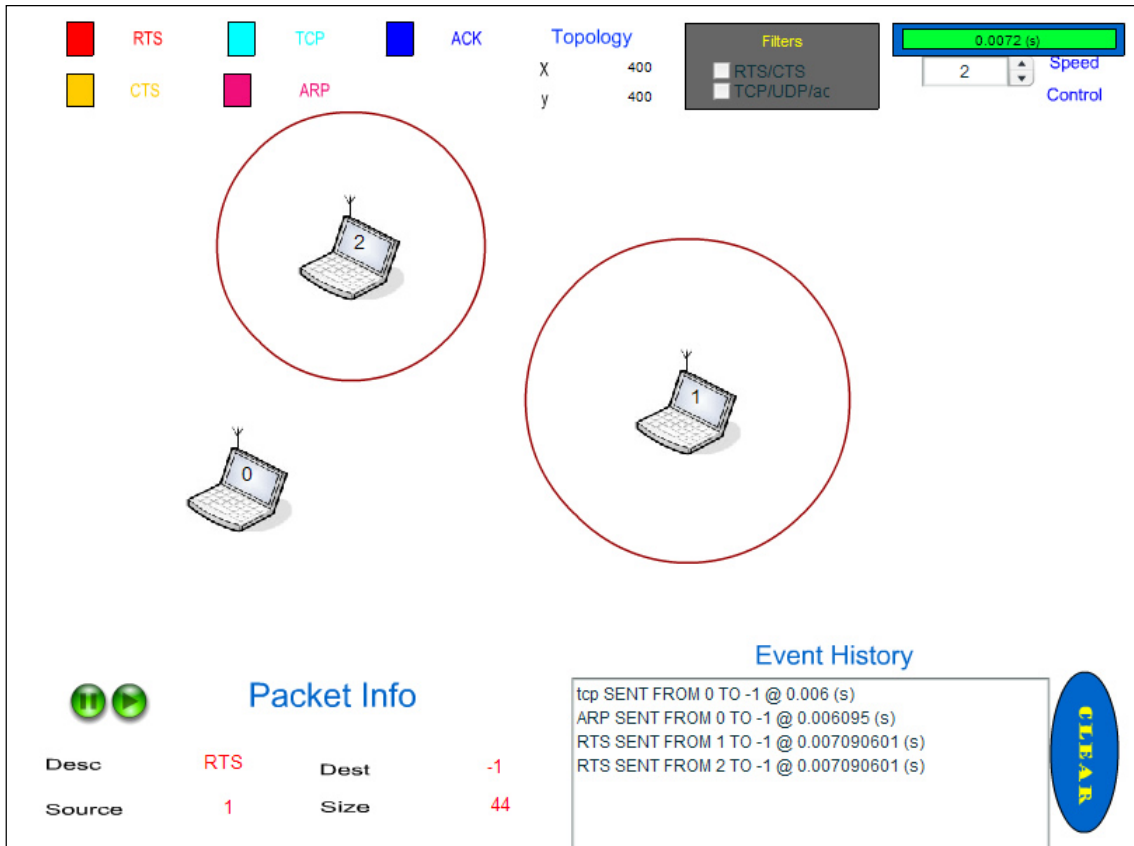 RTS TCP ACK Topology Filters 0.0072 (s)
X 400 RTS/CTS 2 Speed
CTS ARP y 400 TCP/UDP/ac Control
2
1
0
Event History
Packet Info
tcp SENT FROM 0 TO -1 @ 0.006 (s)
ARP SENT FROM 0 TO -1 @ 0.006095 (s)
RTS SENT FROM 1 TO -1 @ 0.007090601 (s)
RTS SENT FROM 2 TO -1 @ 0.007090601 (s)
CLEAR
Desc RTS Dest -1
Source 1 Size 44